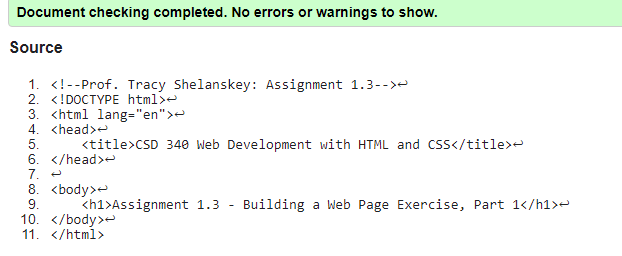 Document checking completed. No errors or warnings to show.
Source
1. <!--Prof. Tracy Shelanskey: Assignment 1.3-->↩
2. <!DOCTYPE html>↩
3. <html lang="en">↩
4. <head>↩
5.     <title>CSD 340 Web Development with HTML and CSS</title>↩
6. </head>↩
7. ↩
8. <body>↩
9.     <h1>Assignment 1.3 - Building a Web Page Exercise, Part 1</h1>↩
10. </body>↩
11. </html>